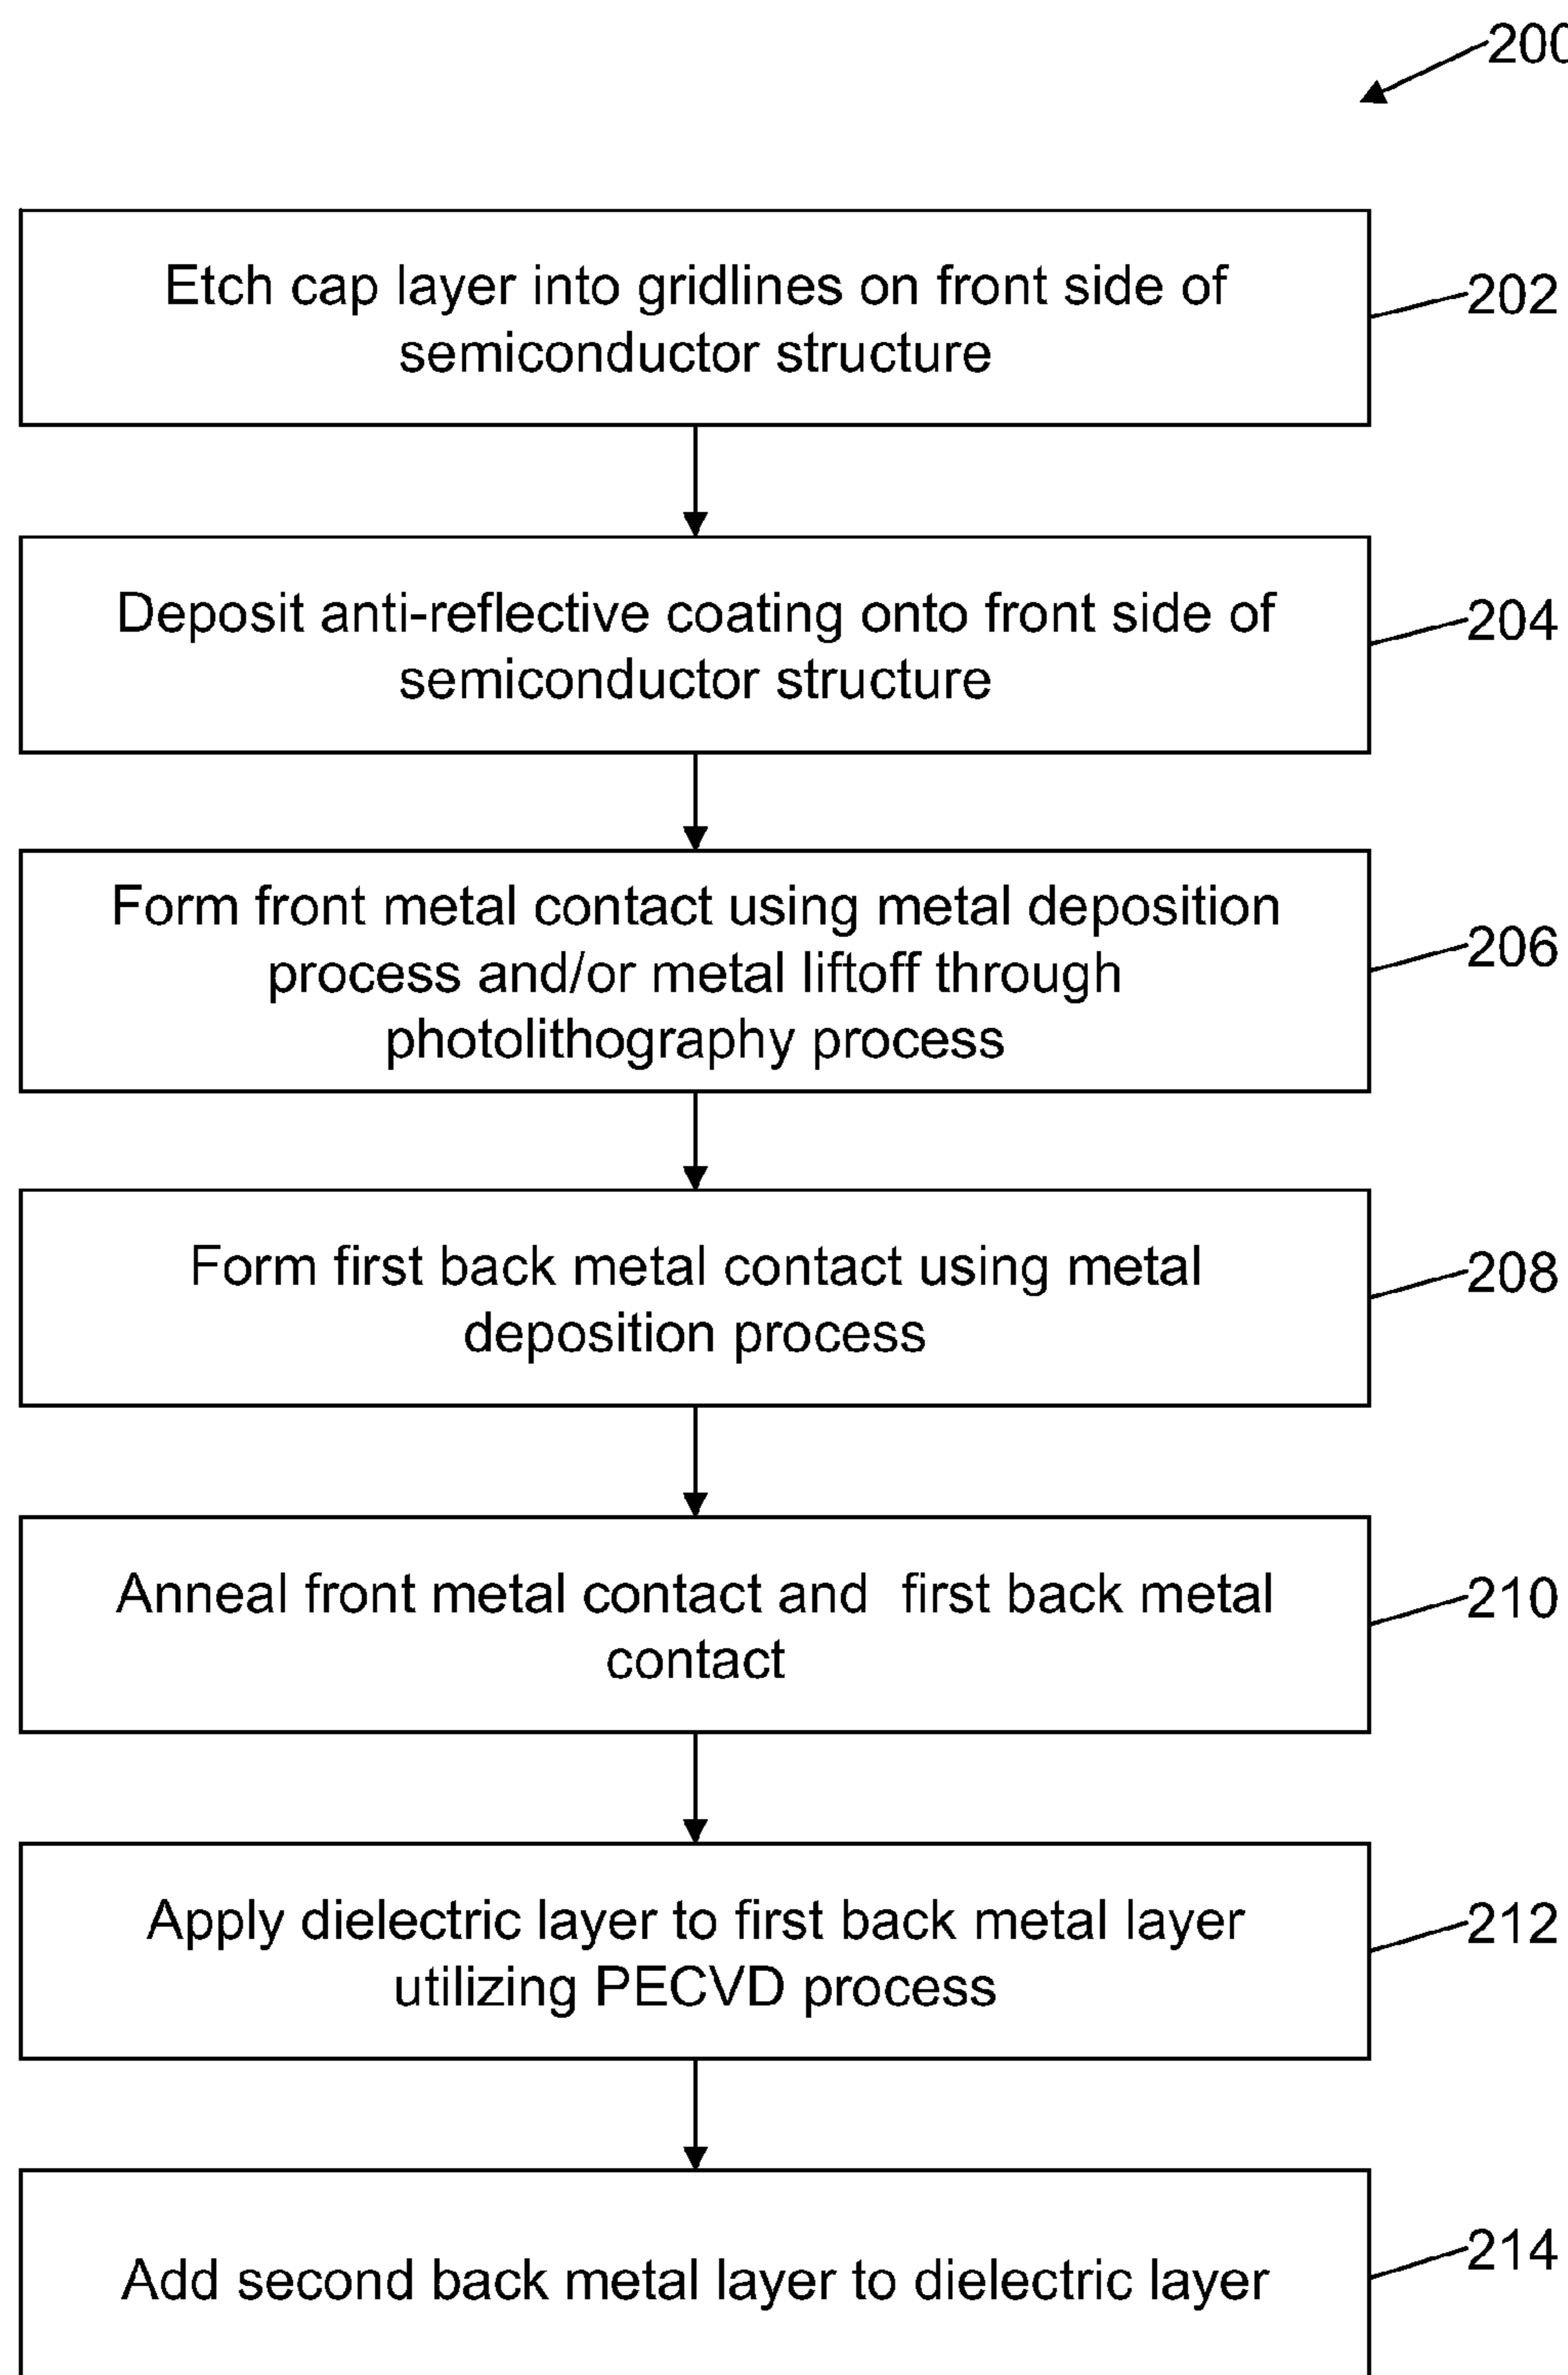 200
Etch cap layer into gridlines on front side of
semiconductor structure
202
Deposit anti-reflective coating onto front side of
semiconductor structure
204
Form front metal contact using metal deposition
process and/or metal liftoff through
photolithography process
206
Form first back metal contact using metal
deposition process
208
Anneal front metal contact and  first back metal
contact
210
Apply dielectric layer to first back metal layer
utilizing PECVD process
212
Add second back metal layer to dielectric layer
214